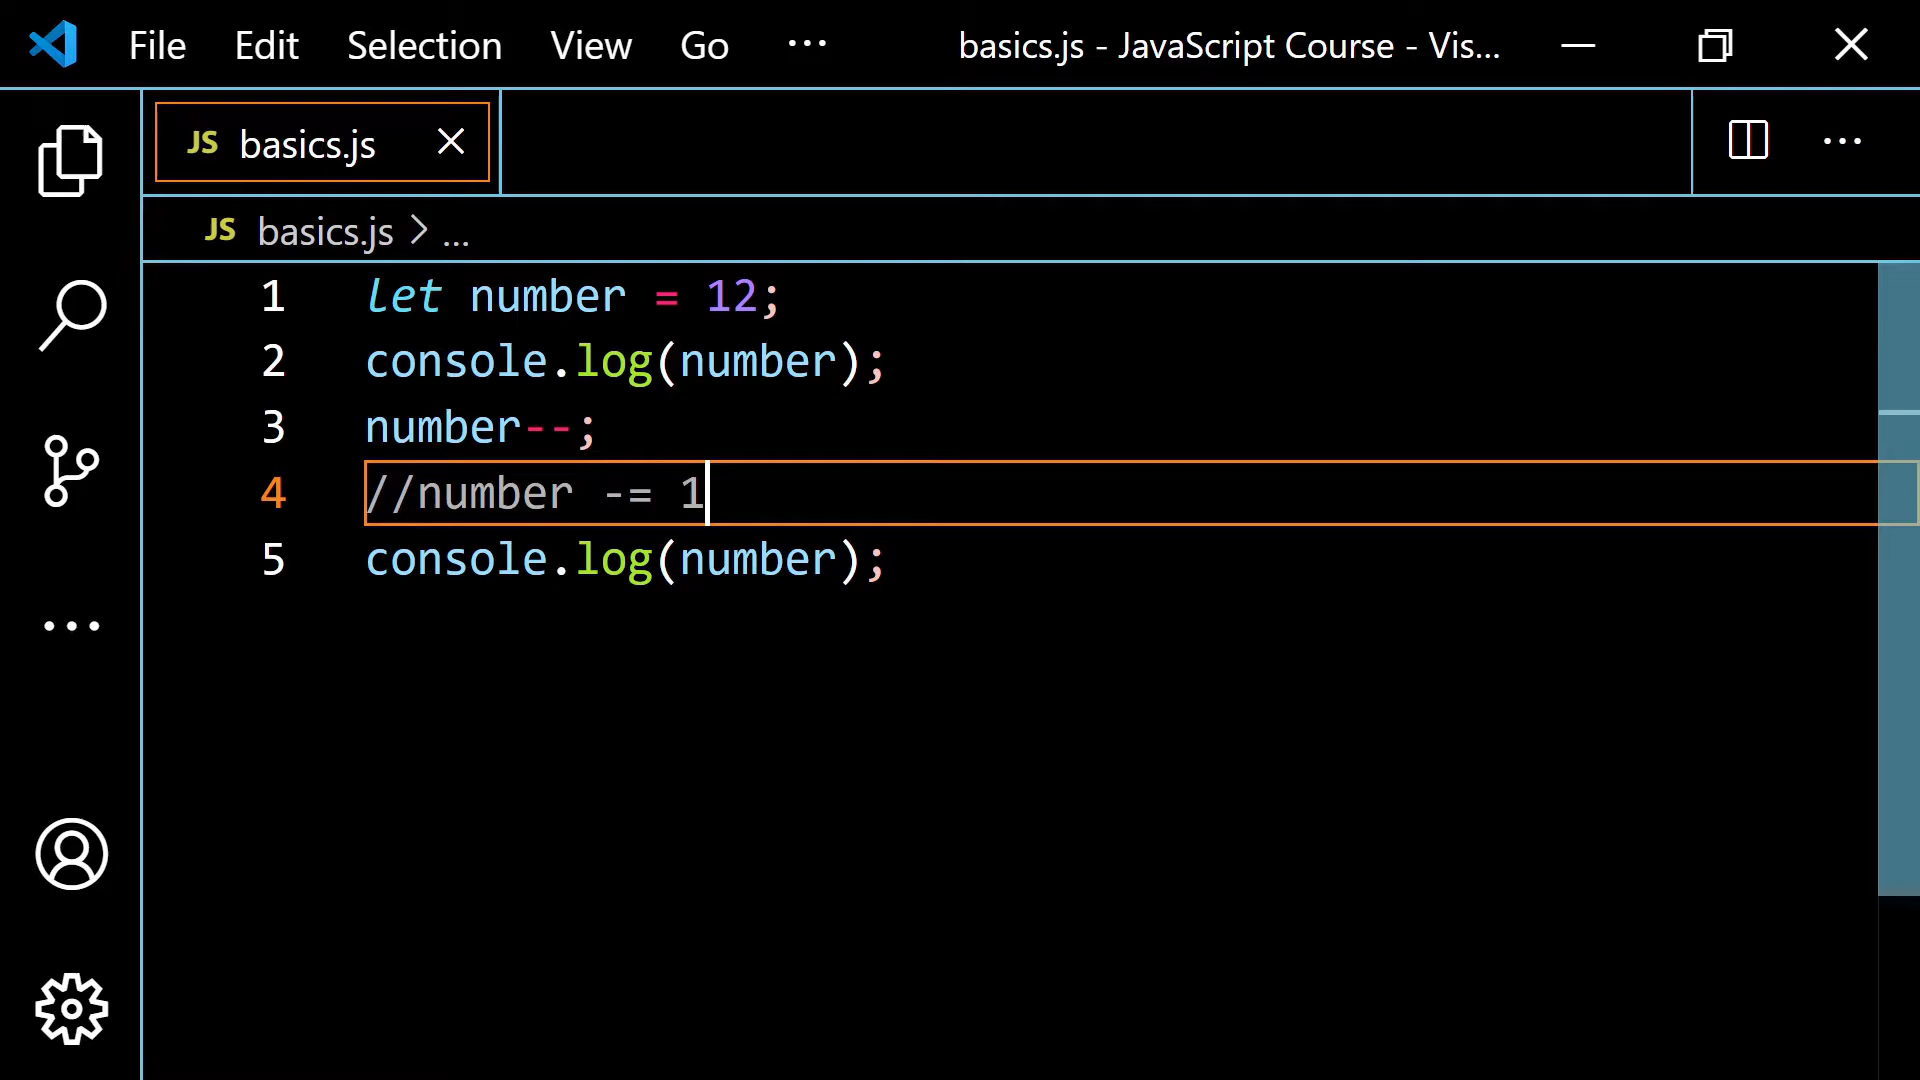 File Edit Selection View Go ··· basics.js - JavaScript Course - Vis...
JS basics.js
JS basics.js > ...
1 let number = 12;
2 console.log(number);
3 number--;
4 //number -= 1
5 console.log(number);